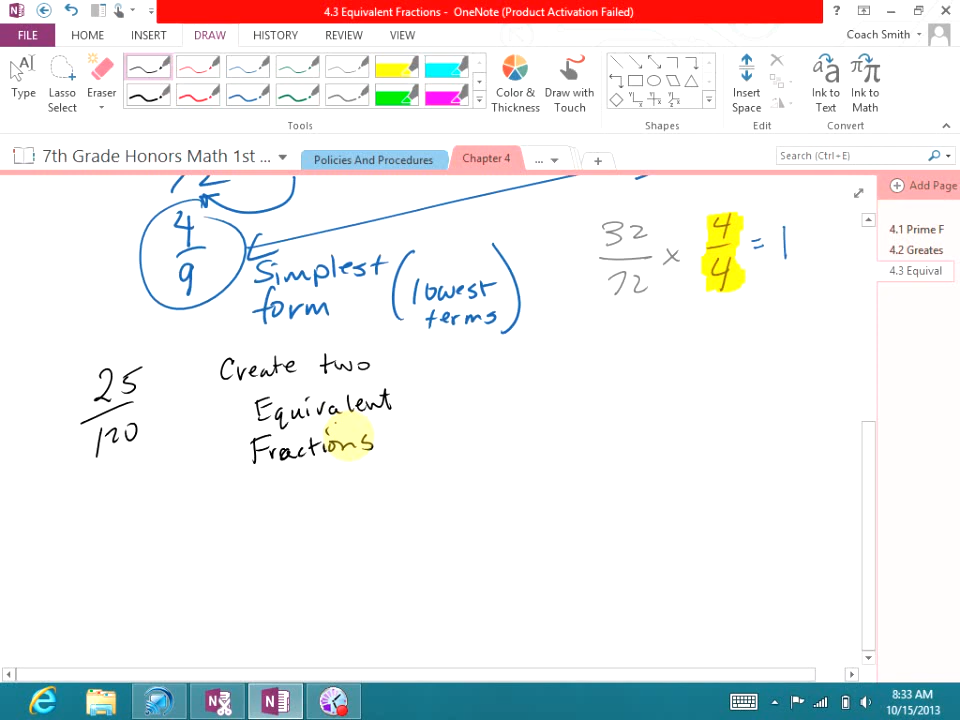 4.3 Equivalent Fractions - OneNote (Product Activation Failed)
?
FILE HOME INSERT DRAW HISTORY REVIEW VIEW
Coach Smith
Type
Lasso Select
Eraser
Color & Thickness
Draw with Touch
Insert Space
Ink to Text
Ink to Math
Tools Shapes Edit Convert
7th Grade Honors Math 1st ...
Policies And Procedures
Chapter 4
...
+
Search (Ctrl+E)
Add Page
4.1 Prime F
4.2 Greates
4.3 Equival
72
4
9
Simplest form
(lowest terms)
32
72
x
4
4
= 1
25
120
Create two
Equivalent
Fractions
8:33 AM
10/15/2013